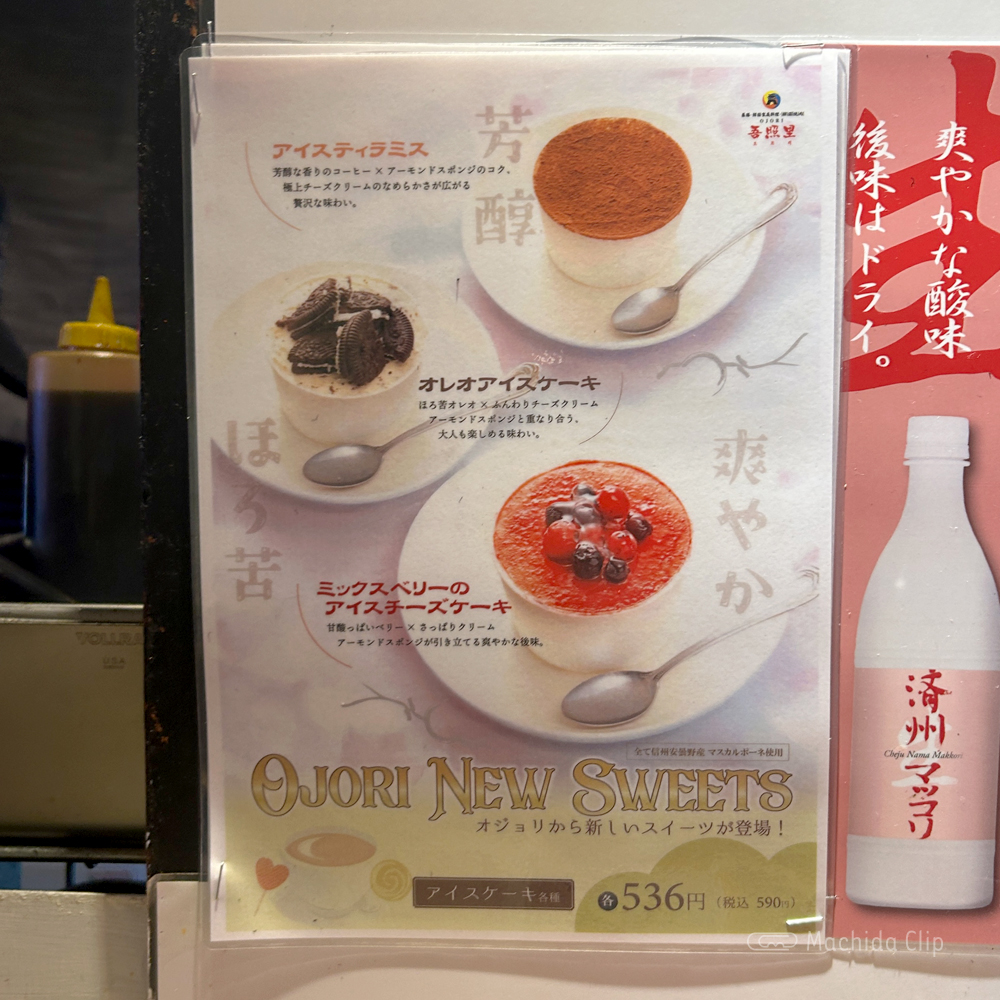 OJORI
吾照里
芳醇
アイスティラミス
芳醇な香りのコーヒー × アーモンドスポンジのコク、
極上チーズクリームのなめらかさが広がる
贅沢な味わい。
オレオアイスケーキ
ほろ苦オレオ × ふんわりチーズクリーム
アーモンドスポンジと重なり合う、
大人も楽しめる味わい。
ほろ苦
爽やか
ミックスベリーの
アイスチーズケーキ
甘酸っぱいベリー × さっぱりクリーム
アーモンドスポンジが引き立てる爽やかな後味。
全て信州安曇野産 マスカルポーネ使用
OJORI NEW SWEETS
オジョリから新しいスイーツが登場！
アイスケーキ各種
各536円（税込 590円）
爽やかな酸味
後味はドライ。
済州
Cheju Nama Makkori
マッコリ
VOLLRA
U.S.A
Machida Clip